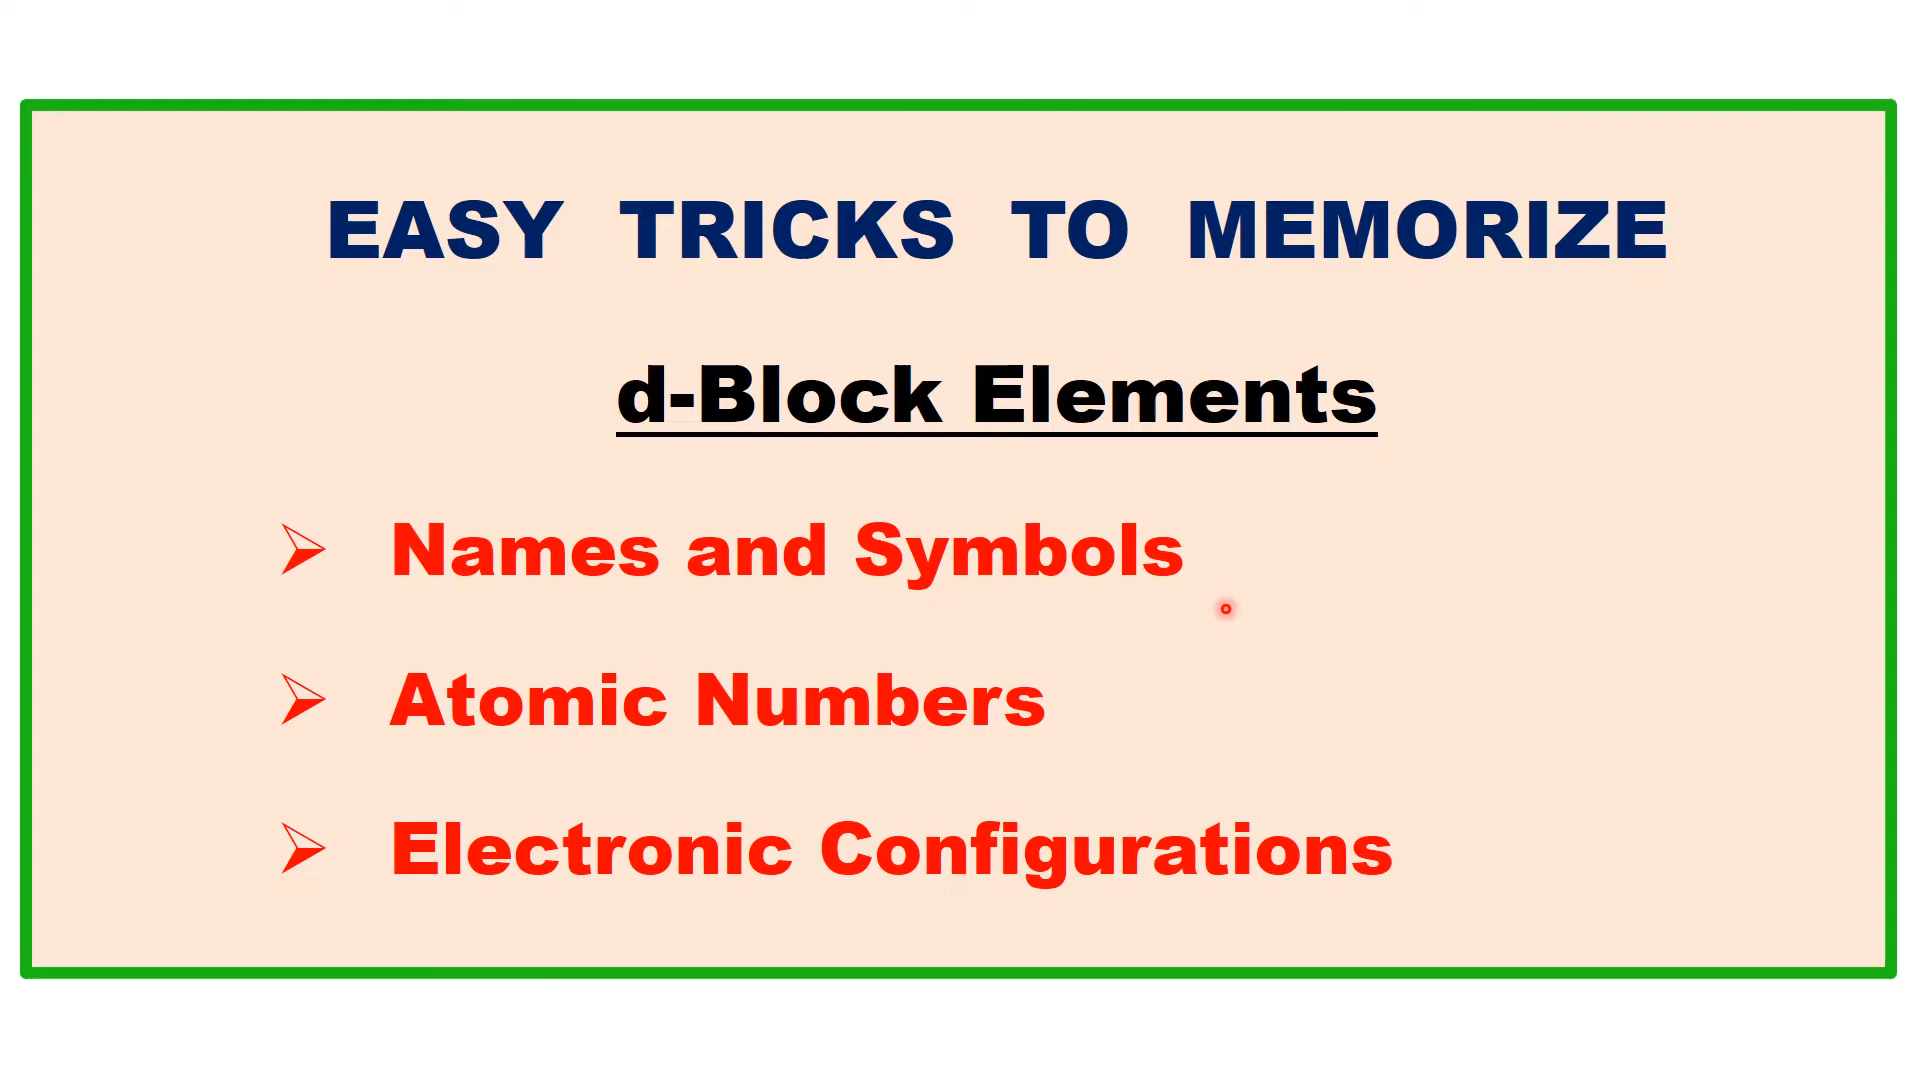 EASY TRICKS TO MEMORIZE
d-Block Elements
Names and Symbols
Atomic Numbers
Electronic Configurations